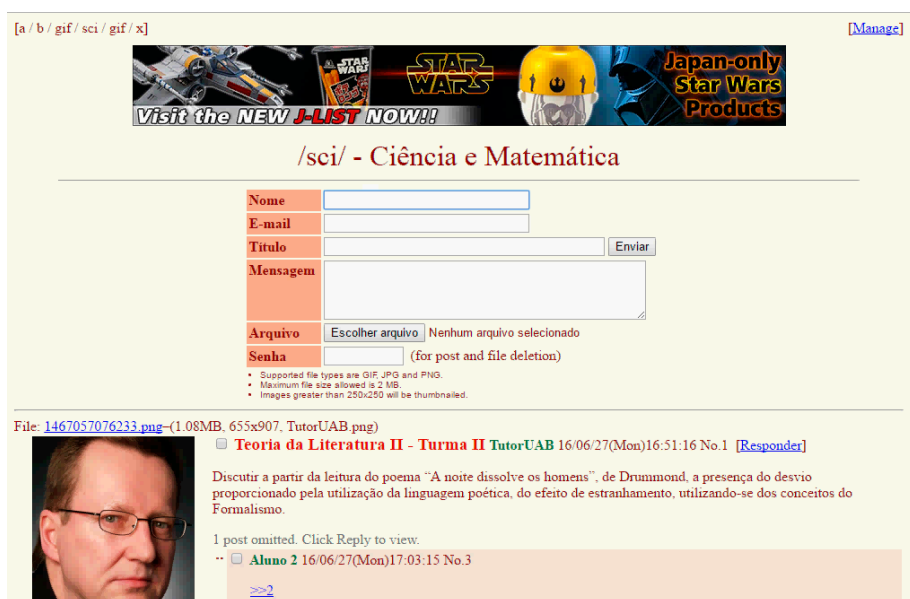 [a / b / gif / sci / gif / x]
[Manage]
STAR WARS
STAR WARS
Japan-only
Star Wars
Products
Visit the NEW J-LIST NOW!!
/sci/ - Ciência e Matemática
Nome
E-mail
Título
Enviar
Mensagem
Arquivo
Escolher arquivo Nenhum arquivo selecionado
Senha
(for post and file deletion)
Supported file types are GIF, JPG and PNG.
Maximum file size allowed is 2 MB.
Images greater than 250x250 will be thumbnailed.
File: 1467057076233.png–(1.08MB, 655x907, TutorUAB.png)
Teoria da Literatura II - Turma II TutorUAB 16/06/27(Mon)16:51:16 No.1 [Responder]
Discutir a partir da leitura do poema “A noite dissolve os homens”, de Drummond, a presença do desvio
proporcionado pela utilização da linguagem poética, do efeito de estranhamento, utilizando-se dos conceitos do
Formalismo.
1 post omitted. Click Reply to view.
Aluno 2 16/06/27(Mon)17:03:15 No.3
>>2